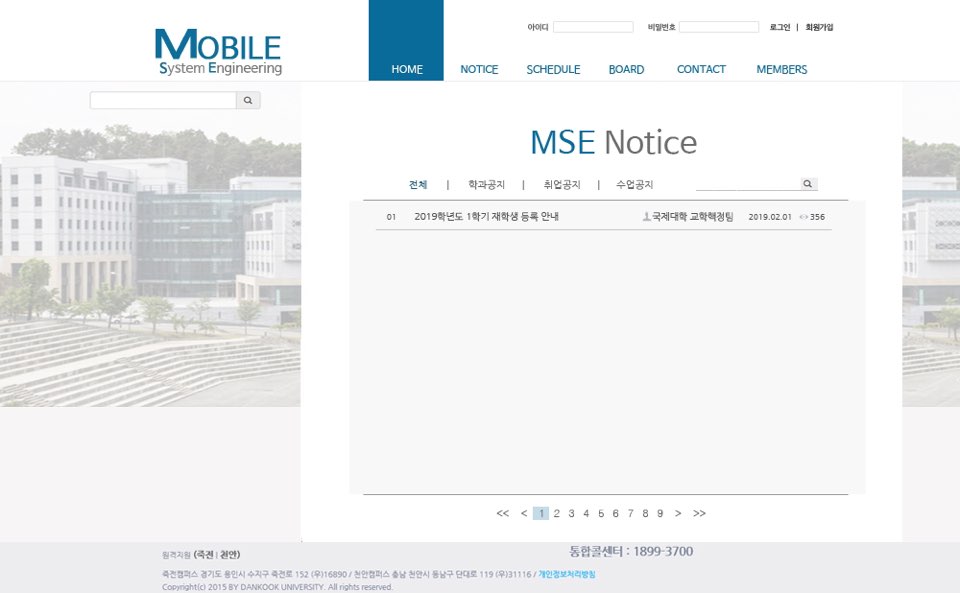 아이디 비밀번호 로그인 | 회원가입
MOBILE
System Engineering
HOME NOTICE SCHEDULE BOARD CONTACT MEMBERS
MSE Notice
전체 | 학과공지 | 취업공지 | 수업공지
01 2019학년도 1학기 재학생 등록 안내 국제대학 교학핵정팀 2019.02.01 356
<< < 1 2 3 4 5 6 7 8 9 > >>
원격지원 (죽전 | 천안) 통합콜센터 : 1899-3700
죽전캠퍼스 경기도 용인시 수지구 죽전로 152 (우)16890 / 천안캠퍼스 충남 천안시 동남구 단대로 119 (우)31116 / 개인정보처리방침
Copyright(c) 2015 BY DANKOOK UNIVERSITY. All rights reserved.